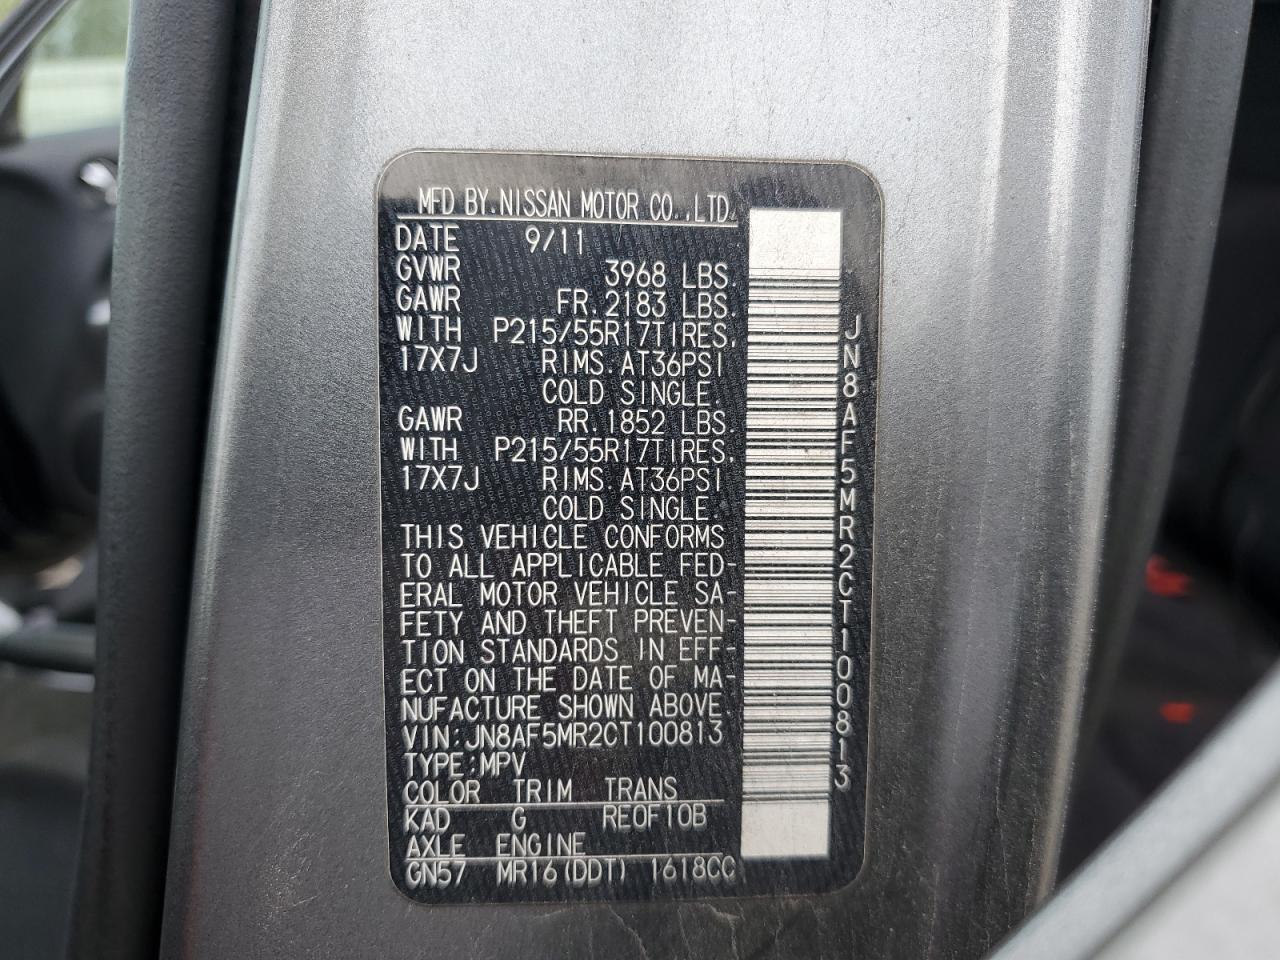 MFD BY.NISSAN MOTOR CO.,LTD.
DATE 9/11
GVWR 3968 LBS.
GAWR FR.2183 LBS.
WITH P215/55R17TIRES.
17X7J RIMS.AT36PSI
COLD SINGLE.
GAWR RR.1852 LBS.
WITH P215/55R17TIRES.
17X7J RIMS.AT36PSI
COLD SINGLE.
THIS VEHICLE CONFORMS
TO ALL APPLICABLE FED-
ERAL MOTOR VEHICLE SA-
FETY AND THEFT PREVEN-
TION STANDARDS IN EFF-
ECT ON THE DATE OF MA-
NUFACTURE SHOWN ABOVE
VIN:JN8AF5MR2CT100813
TYPE:MPV
COLOR TRIM TRANS
KAD G RE0F10B
AXLE ENGINE
GN57 MR16(DDT) 1618CC
JN8AF5MR2CT100813